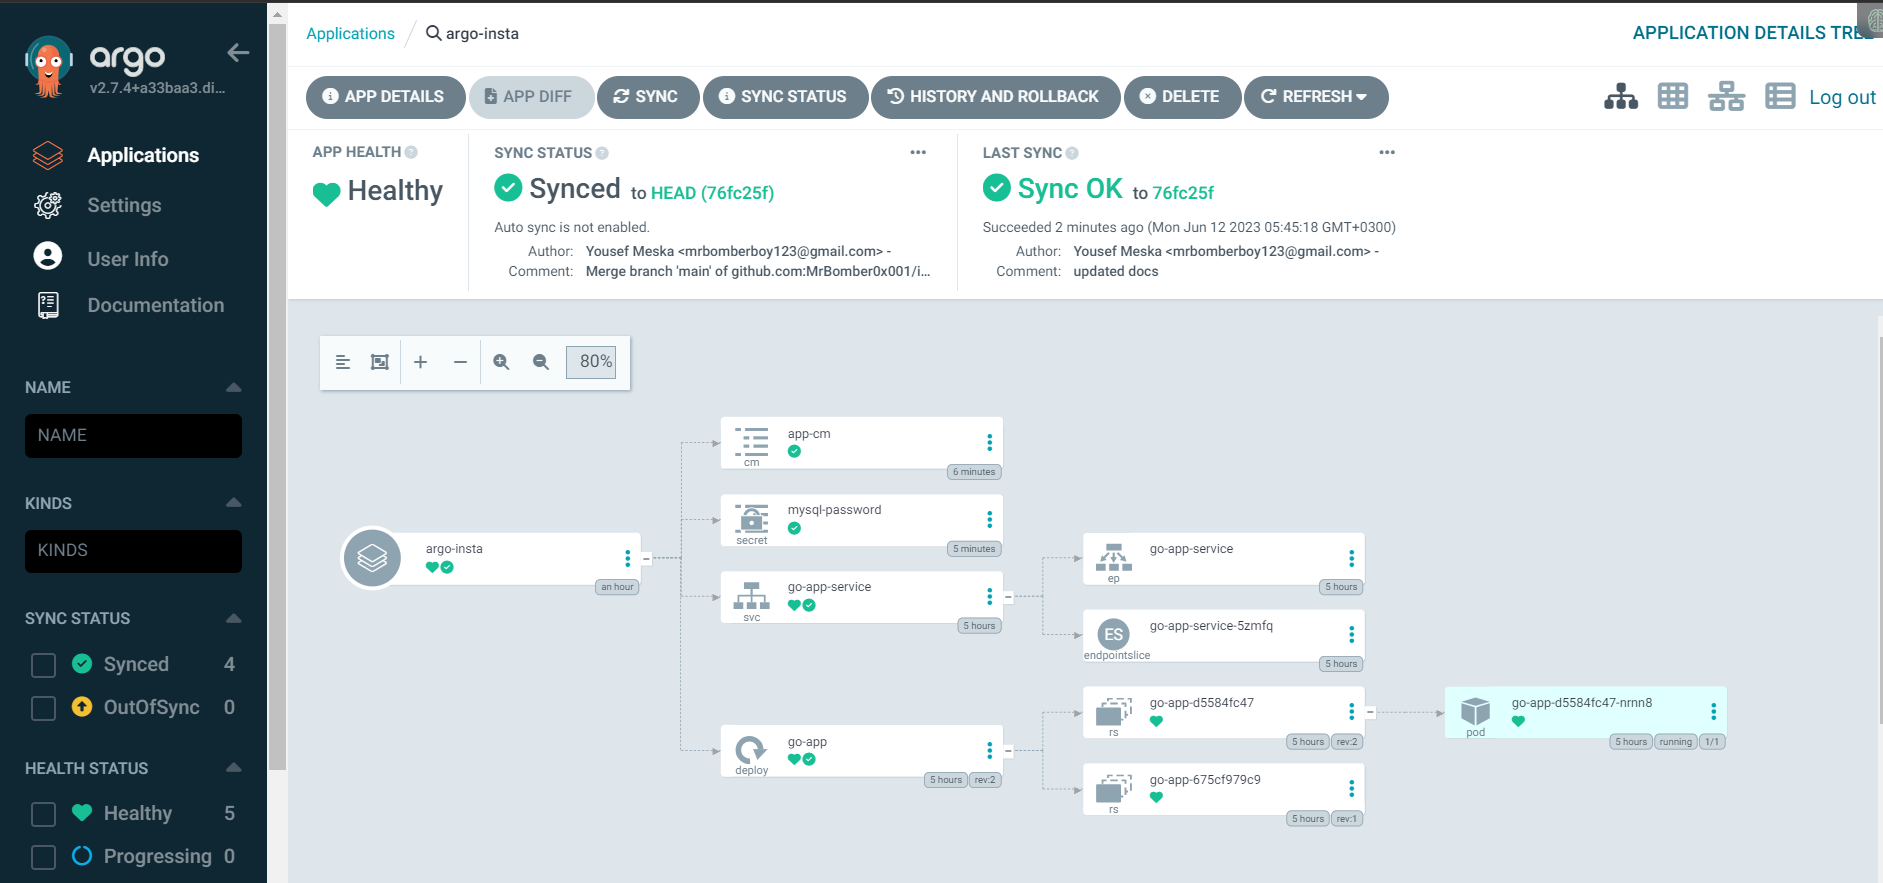 argo
v2.7.4+a33baa3.di...
Applications
Settings
User Info
Documentation
NAME
NAME
KINDS
KINDS
SYNC STATUS
Synced 4
OutOfSync 0
HEALTH STATUS
Healthy 5
Progressing 0
Applications / argo-insta
APPLICATION DETAILS TREE
APP DETAILS APP DIFF SYNC SYNC STATUS HISTORY AND ROLLBACK DELETE REFRESH
Log out
APP HEALTH
Healthy
SYNC STATUS
Synced to HEAD (76fc25f)
Auto sync is not enabled.
Author: Yousef Meska <mrbomberboy123@gmail.com> -
Comment: Merge branch 'main' of github.com:MrBomber0x001/i...
LAST SYNC
Sync OK to 76fc25f
Succeeded 2 minutes ago (Mon Jun 12 2023 05:45:18 GMT+0300)
Author: Yousef Meska <mrbomberboy123@gmail.com> -
Comment: updated docs
80%
argo-insta
an hour
app-cm
cm
6 minutes
mysql-password
secret
5 minutes
go-app-service
svc
5 hours
go-app
deploy
5 hours rev:2
go-app-service
ep
5 hours
ES
go-app-service-5zmfq
endpointslice
5 hours
go-app-d5584fc47
rs
5 hours rev:2
go-app-675cf979c9
rs
5 hours rev:1
go-app-d5584fc47-nrnn8
pod
5 hours running 1/1